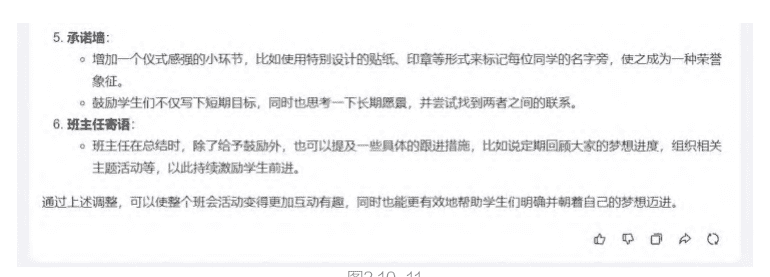 5. 承诺墙：
增加一个仪式感强的小环节，比如使用特别设计的贴纸、印章等形式来标记每位同学的名字旁，使之成为一种荣誉
象征。
鼓励学生们不仅写下短期目标，同时也思考一下长期愿景，并尝试找到两者之间的联系。
6. 班主任寄语：
班主任在总结时，除了给予鼓励外，也可以提及一些具体的跟进措施，比如说定期回顾大家的梦想进度，组织相关
主题活动等，以此持续激励学生前进。
通过上述调整，可以使整个班会活动变得更加互动有趣，同时也能更有效地帮助学生们明确并朝着自己的梦想迈进。
图2.10-11